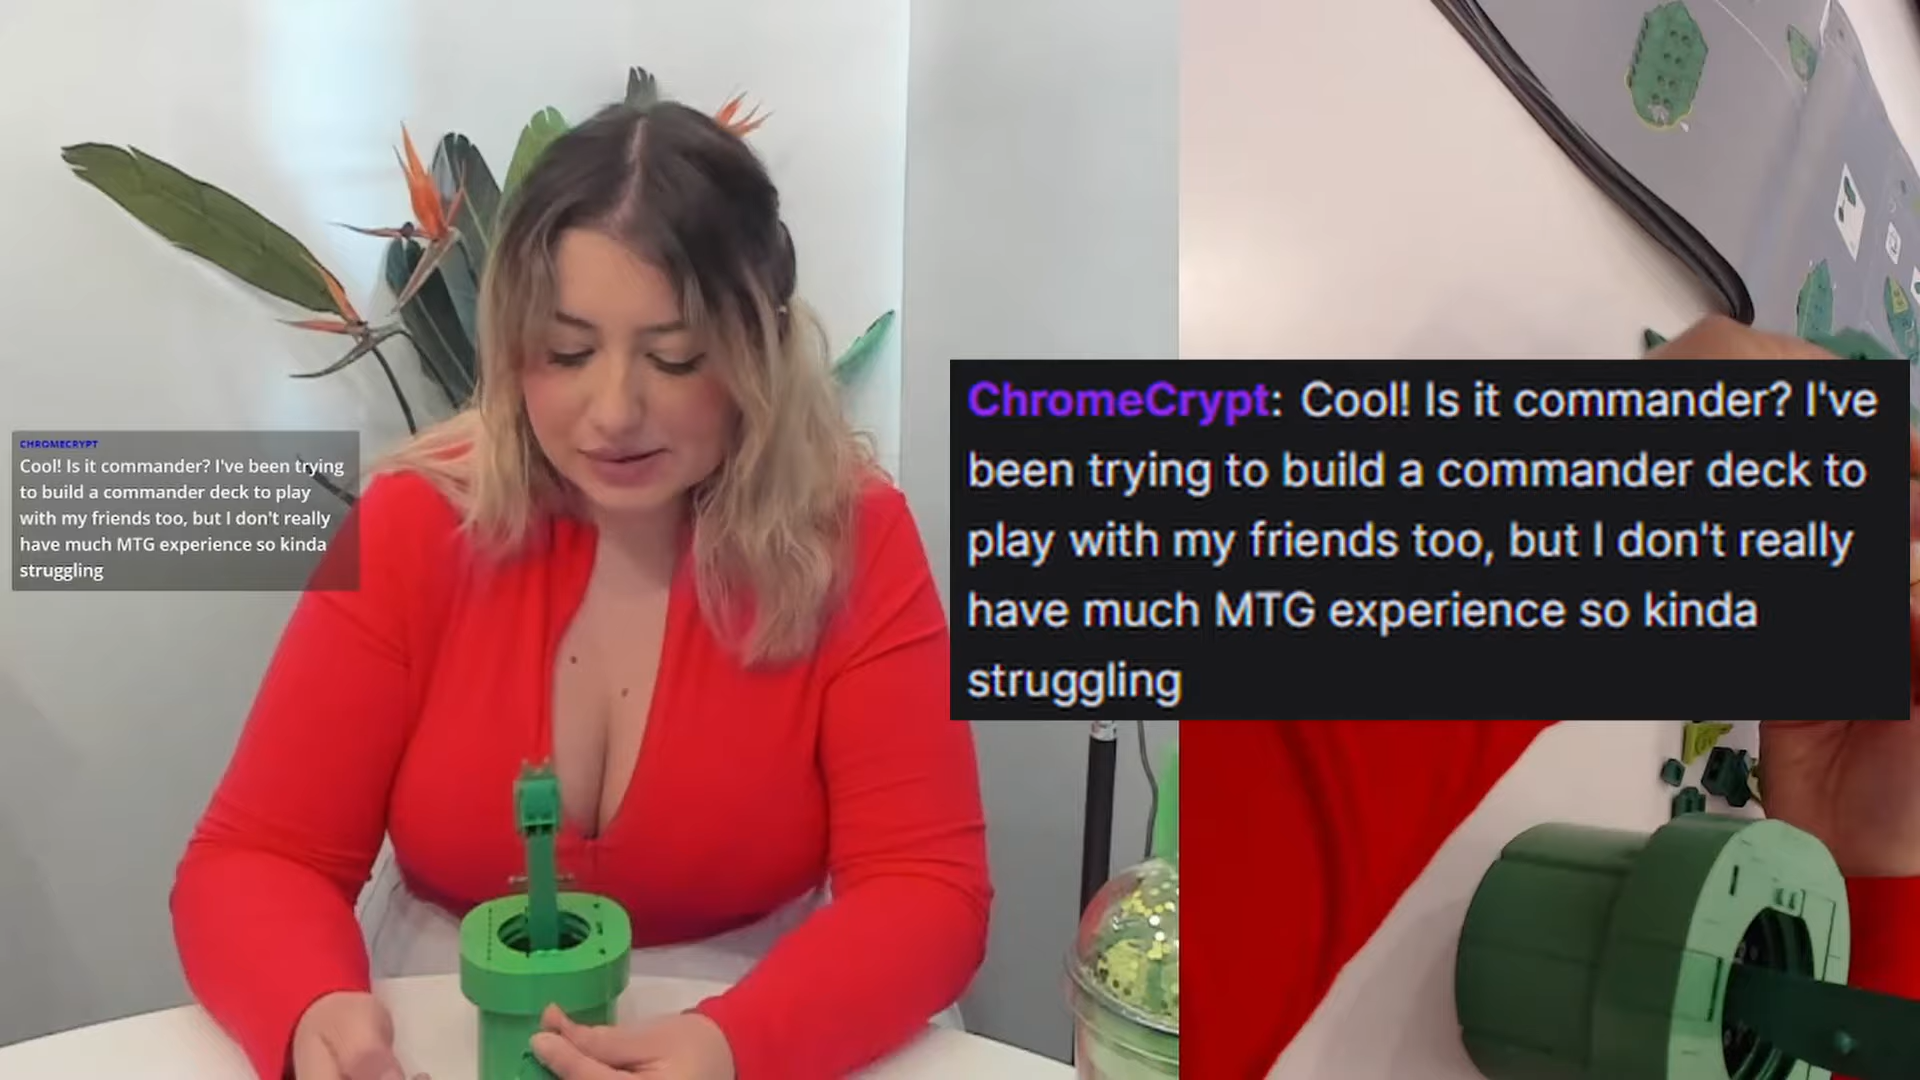 CHROMECRYPT
Cool! Is it commander? I've been trying
to build a commander deck to play
with my friends too, but I don't really
have much MTG experience so kinda
struggling
ChromeCrypt: Cool! Is it commander? I've
been trying to build a commander deck to
play with my friends too, but I don't really
have much MTG experience so kinda
struggling